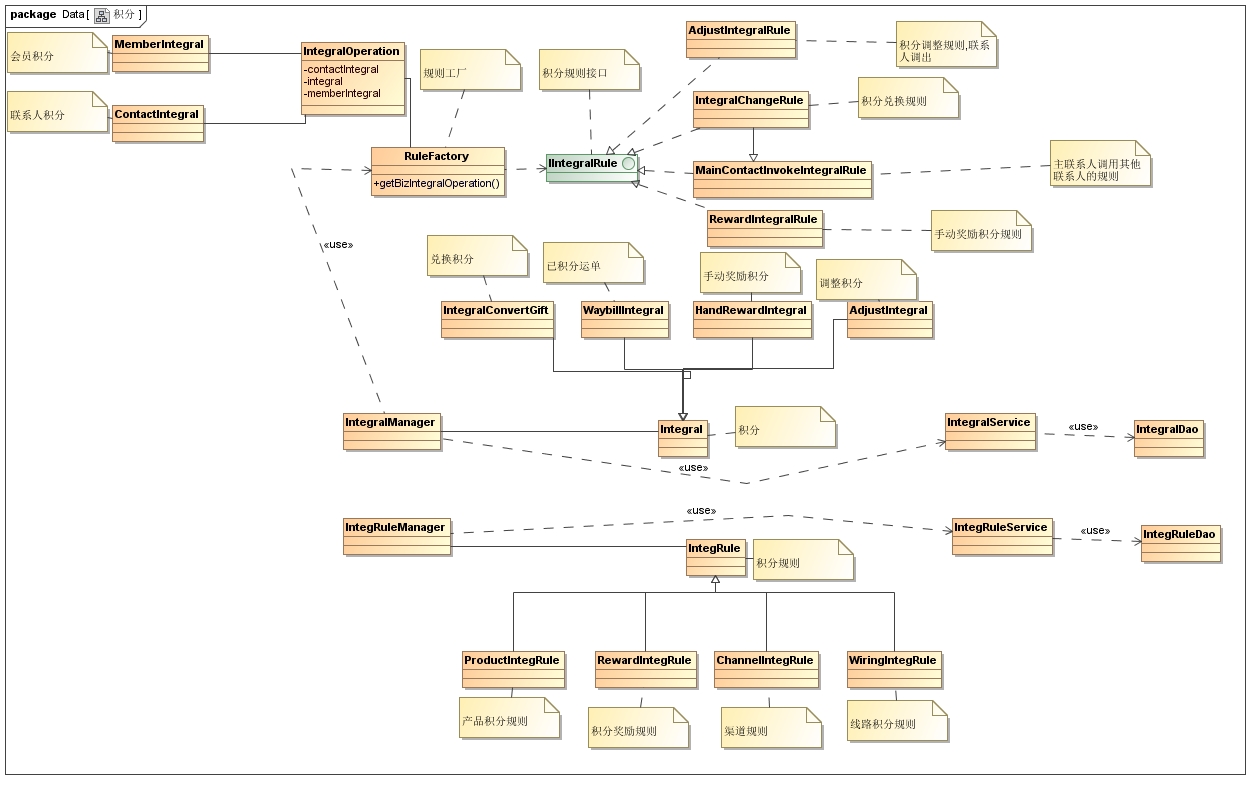 package Data[ 积分 ]
会员积分
MemberIntegral
IntegralOperation
-contactIntegral
-integral
-memberIntegral
联系人积分
ContactIntegral
规则工厂
积分规则接口
AdjustIntegralRule
积分调整规则,联系
人调出
IntegralChangeRule
积分兑换规则
RuleFactory
+getBizIntegralOperation()
IIntegralRule
MainContactInvokeIntegralRule
主联系人调用其他
联系人的规则
RewardIntegralRule
手动奖励积分规则
«use»
兑换积分
已积分运单
手动奖励积分
调整积分
IntegralConvertGift
WaybillIntegral
HandRewardIntegral
AdjustIntegral
IntegralManager
Integral
积分
IntegralService
«use»
IntegralDao
«use»
IntegRuleManager
«use»
IntegRuleService
«use»
IntegRuleDao
IntegRule
积分规则
ProductIntegRule
RewardIntegRule
ChannelIntegRule
WiringIntegRule
产品积分规则
积分奖励规则
渠道规则
线路积分规则